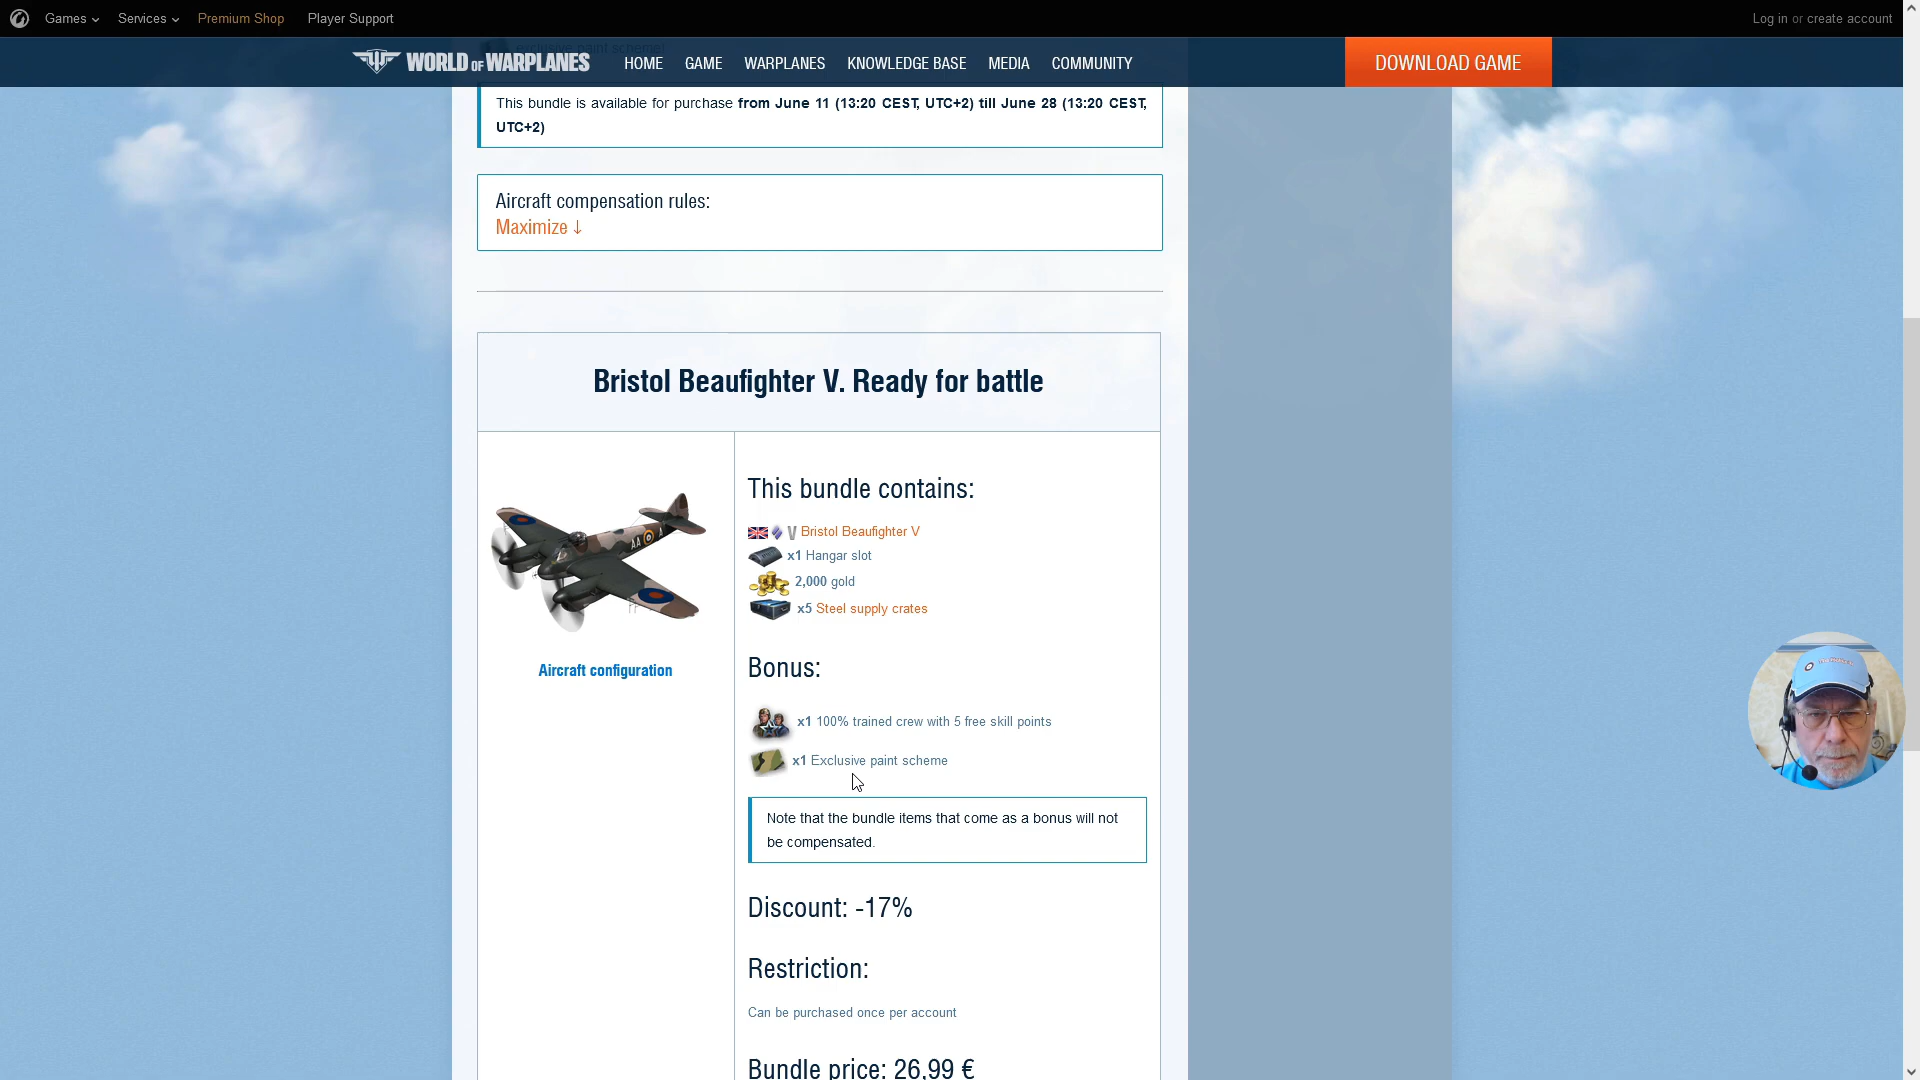 Games Services Premium Shop Player Support Log in or create account
WORLD OF WARPLANES HOME GAME WARPLANES KNOWLEDGE BASE MEDIA COMMUNITY DOWNLOAD GAME
exclusive paint scheme!
This bundle is available for purchase from June 11 (13:20 CEST, UTC+2) till June 28 (13:20 CEST,
UTC+2)
Aircraft compensation rules:
Maximize ↓
Bristol Beaufighter V. Ready for battle
This bundle contains:
V Bristol Beaufighter V
x1 Hangar slot
2,000 gold
x5 Steel supply crates
Aircraft configuration
Bonus:
x1 100% trained crew with 5 free skill points
x1 Exclusive paint scheme
Note that the bundle items that come as a bonus will not
be compensated.
Discount: -17%
Restriction:
Can be purchased once per account
Bundle price: 26,99 €